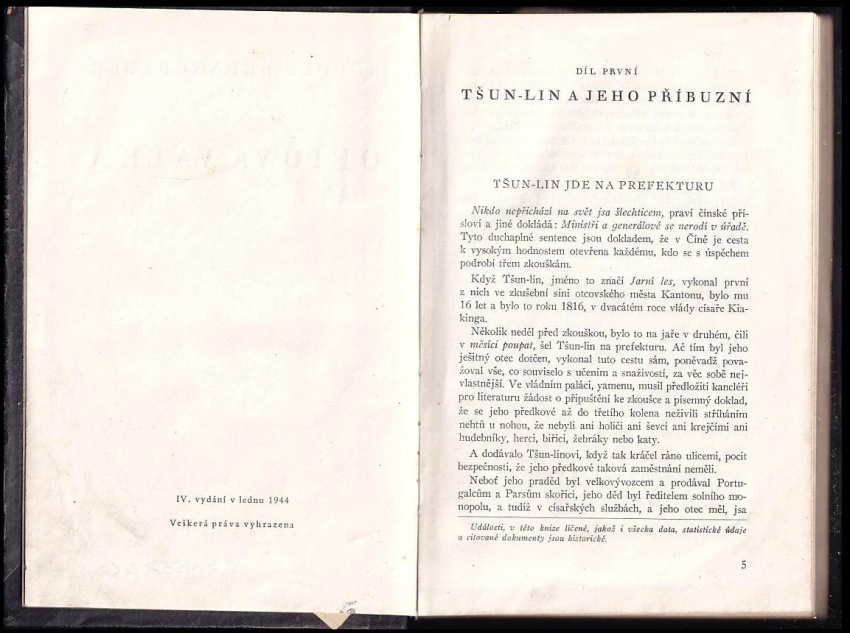 IV. vydání v lednu 1944
Veškerá práva vyhrazena
DÍL PRVNÍ
TŠUN-LIN A JEHO PŘÍBUZNÍ
TŠUN-LIN JDE NA PREFEKTURU
Nikdo nepřichází na svět jsa šlechticem, praví čínské pří-
sloví a jiné dokládá: Ministři a generálové se nerodí v úřadě.
Tyto duchaplné sentence jsou dokladem, že v Číně je cesta
k vysokým hodnostem otevřena každému, kdo se s úspěchem
podrobí třem zkouškám.
Když Tšun-lin, jméno to značí Jarní les, vykonal první
z nich ve zkušební síni otcovského města Kantonu, bylo mu
16 let a bylo to roku 1816, v dvacátém roce vlády císaře Kia-
kinga.
Několik neděl před zkouškou, bylo to na jaře v druhém, čili
v měsíci poupat, šel Tšun-lin na prefekturu. Ač tím byl jeho
ješitný otec dotčen, vykonal tuto cestu sám, poněvadž pova-
žoval vše, co souviselo s učením a snaživostí, za věc sobě nej-
vlastnější. Ve vládním paláci, yamenu, musil předložiti kancléři
pro literaturu žádost o připuštění ke zkoušce a písemný doklad,
že se jeho předkové až do třetího kolena neživili stříháním
nehtů u nohou, že nebyli ani holiči ani ševci ani krejčími ani
hudebníky, herci, biřici, žebráky nebo katy.
A dodávalo Tšun-linovi, když tak kráčel ráno ulicemi, pocit
bezpečnosti, že jeho předkové taková zaměstnání neměli.
Neboť jeho praděd byl velkovývozcem a prodával Portu-
galcům a Parsům skořici, jeho děd byl ředitelem solního mo-
nopolu, a tudíž v císařských službách, a jeho otec měl, jsa
Události, v této knize líčené, jakož i všecka data, statistické údaje
a citované dokumenty jsou historické.
5